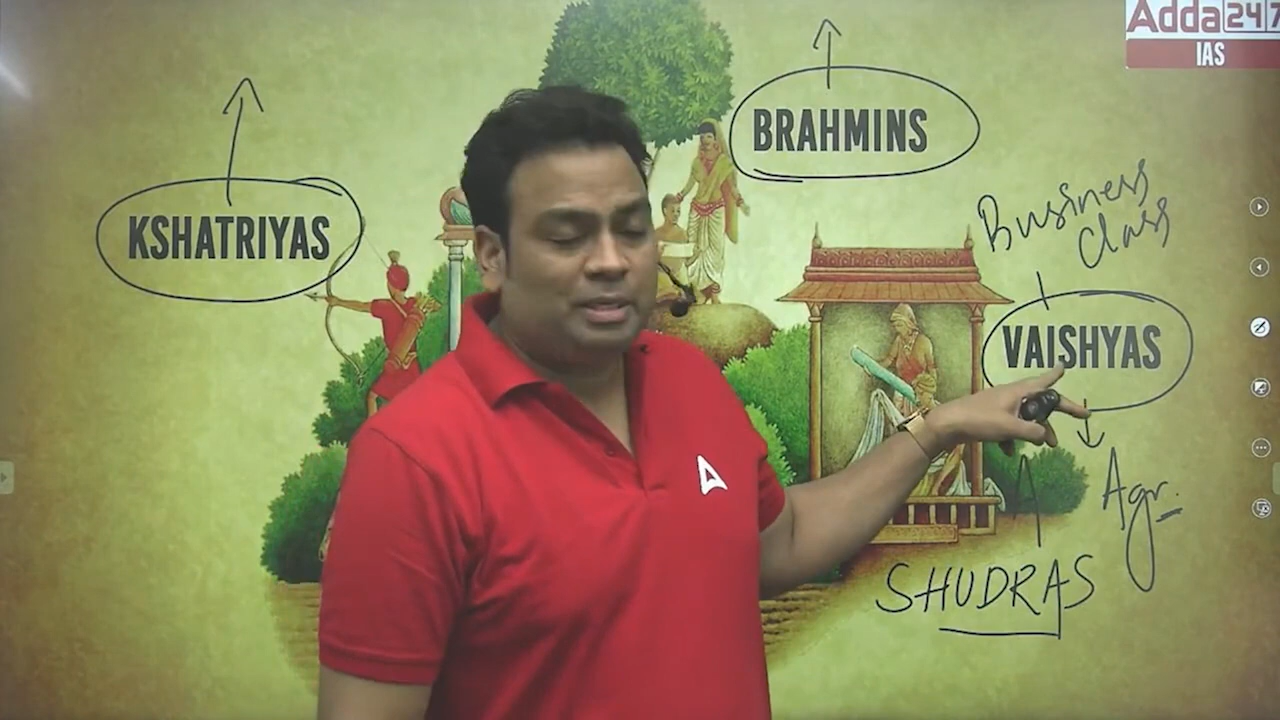 Adda247
IAS
BRAHMINS
KSHATRIYAS
Business
Class
VAISHYAS
Agr.
SHUDRAS